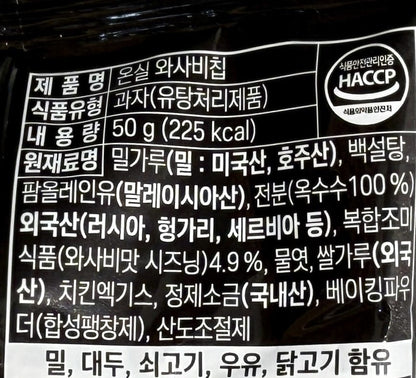 제 품 명 온실 와사비칩
식품유형 과자(유탕처리제품)
내 용 량 50 g (225 kcal)
식품안전관리인증
HACCP
식품의약품안전처
원재료명 밀가루(밀 : 미국산, 호주산), 백설탕,
팜올레인유(말레이시아산), 전분(옥수수100 %)
외국산(러시아, 헝가리, 세르비아 등), 복합조미
식품(와사비맛 시즈닝)4.9 %, 물엿, 쌀가루(외국
산), 치킨엑기스, 정제소금(국내산), 베이킹파우
더(합성팽창제), 산도조절제
밀, 대두, 쇠고기, 우유, 닭고기 함유